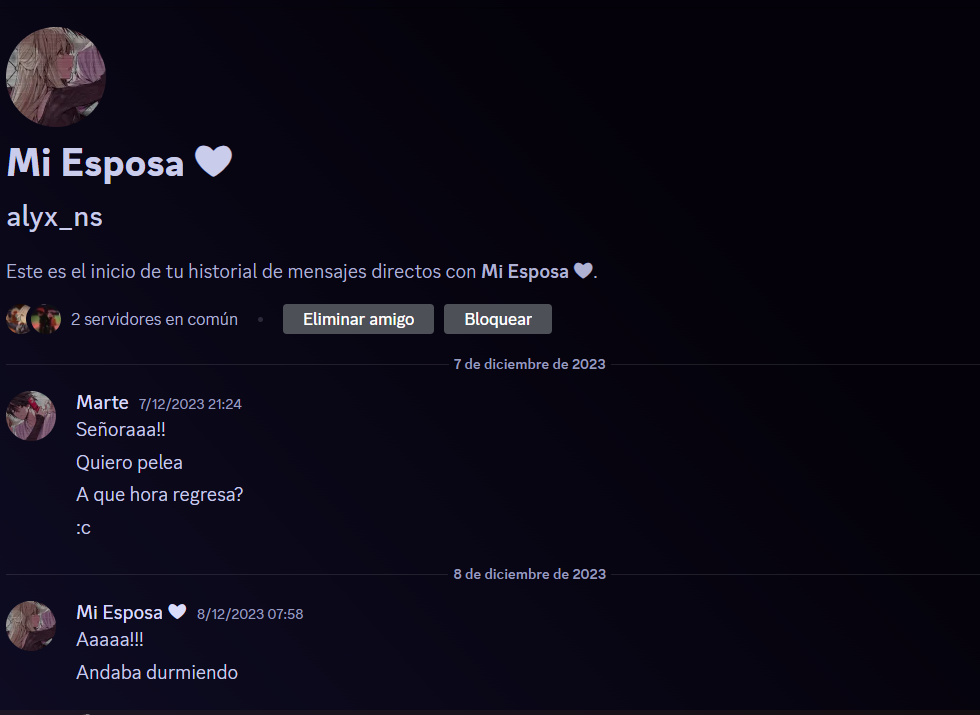 Mi Esposa 🤍
alyx_ns
Este es el inicio de tu historial de mensajes directos con Mi Esposa 🤍.
2 servidores en común • Eliminar amigo Bloquear
7 de diciembre de 2023
Marte 7/12/2023 21:24
Señoraaa!!
Quiero pelea
A que hora regresa?
:c
8 de diciembre de 2023
Mi Esposa 🤍 8/12/2023 07:58
Aaaaa!!!
Andaba durmiendo